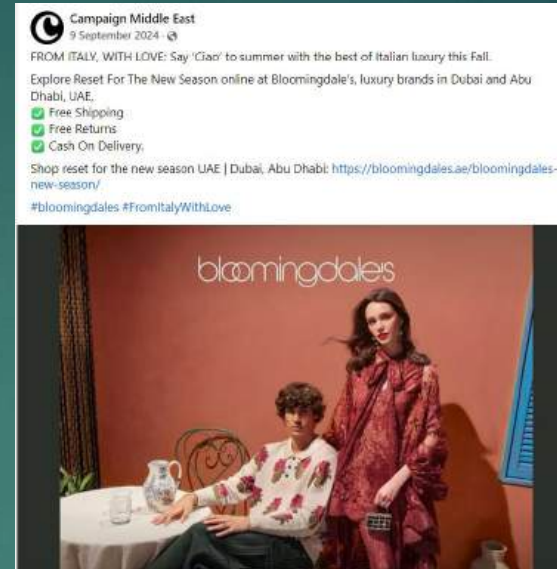 Campaign Middle East
9 September 2024 ·
FROM ITALY, WITH LOVE: Say 'Ciao' to summer with the best of Italian luxury this Fall.
Explore Reset For The New Season online at Bloomingdale's, luxury brands in Dubai and Abu
Dhabi, UAE,
✅ Free Shipping
✅ Free Returns
✅ Cash On Delivery.
Shop reset for the new season UAE | Dubai, Abu Dhabi: https://bloomingdales.ae/bloomingdales-
new-season/
#bloomingdales #FromItalyWithLove
bloomingdale's